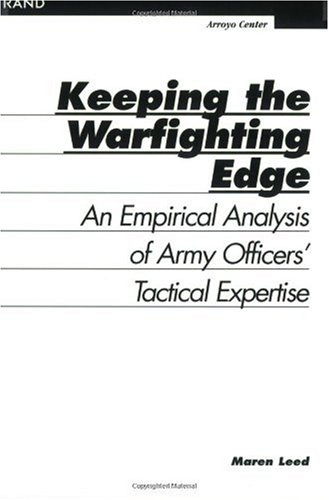 RAND
Arroyo Center
Keeping the
Warfighting
Edge
An Empirical Analysis
of Army Officers'
Tactical Expertise
Maren Leed